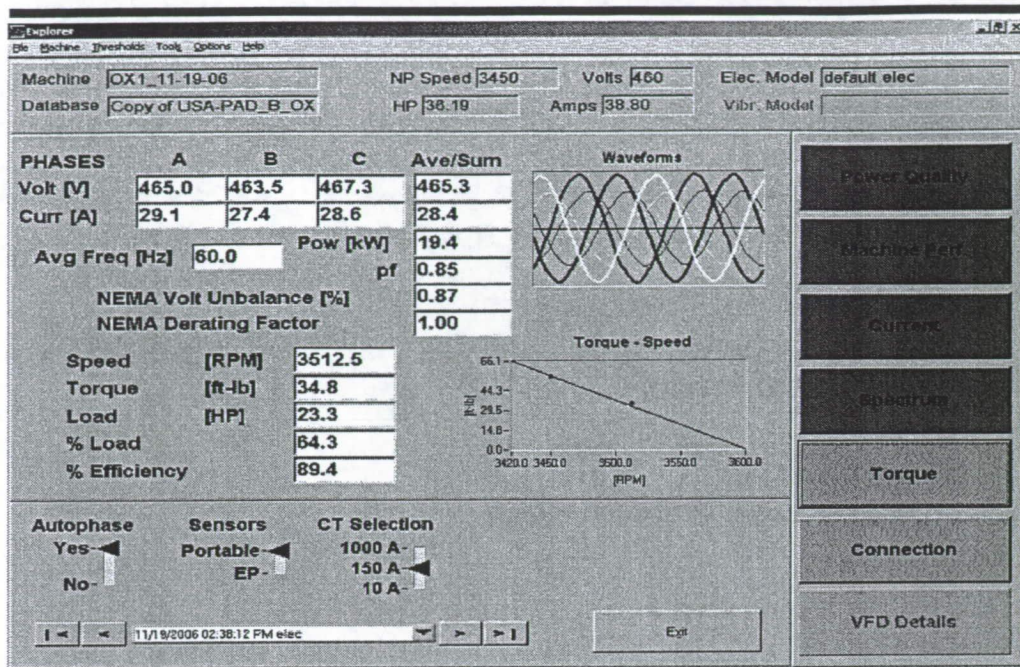 Explorer
File Machine Thresholds Tools Options Help
Machine OX1_11-19-06 NP Speed 3450 Volts 460 Elec. Model default elec
Database Copy of USA-PAD_B_OX HP 36.19 Amps 38.80 Vibr. Model
PHASES A B C Ave/Sum
Volt [V] 465.0 463.5 467.3 465.3
Curr [A] 29.1 27.4 28.6 28.4
Avg Freq [Hz] 60.0 Pow [kW] 19.4
pf 0.85
NEMA Volt Unbalance [%] 0.87
NEMA Derating Factor 1.00
Speed [RPM] 3512.5
Torque [ft-lb] 34.8
Load [HP] 23.3
% Load 64.3
% Efficiency 89.4
Waveforms
Torque - Speed
66.1
44.3
29.5
14.8
0.0
[ft-lb]
3420.0 3450.0 3500.0 3550.0 3600.0
[RPM]
Power Quality
Machine Perf.
Current
Spectrum
Torque
Connection
VFD Details
Autophase Sensors CT Selection
Yes Portable 1000 A
No EP 150 A
10 A
11/19/2006 02:38:12 PM elec
Exit